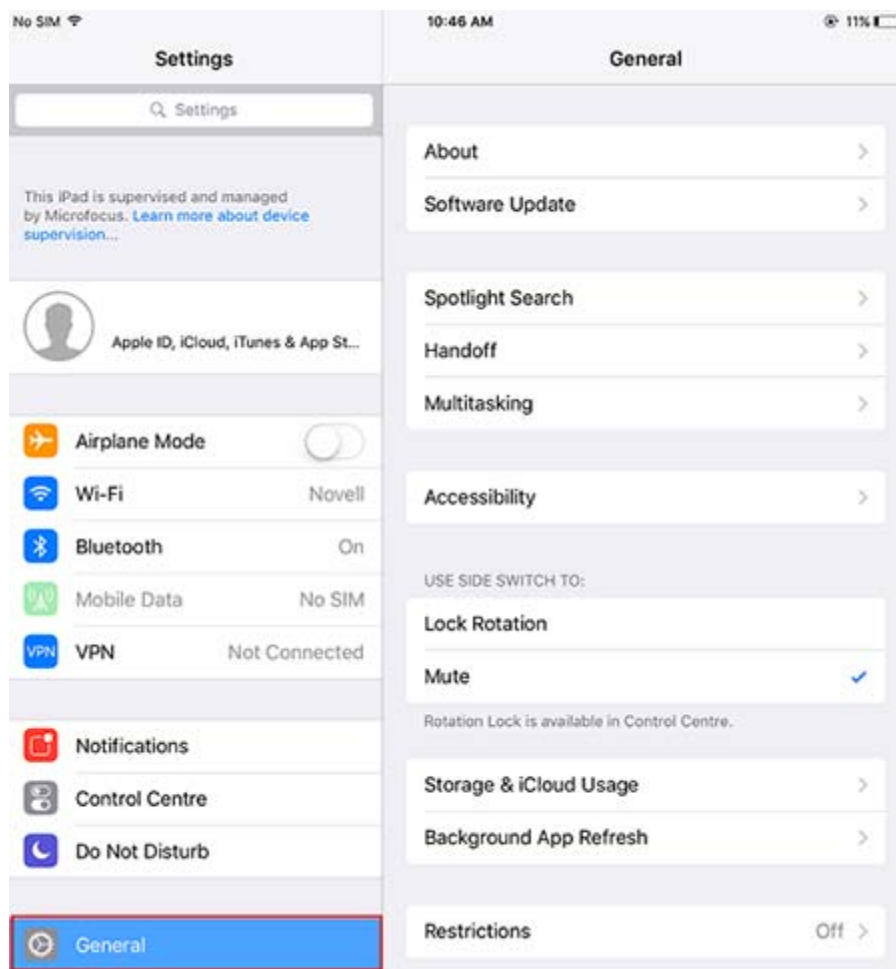 No SIM
10:46 AM
11%
Settings
General
Settings
This iPad is supervised and managed
by Microfocus. Learn more about device
supervision...
Apple ID, iCloud, iTunes & App St...
Airplane Mode
Wi-Fi Novell
Bluetooth On
Mobile Data No SIM
VPN VPN Not Connected
Notifications
Control Centre
Do Not Disturb
General
About
Software Update
Spotlight Search
Handoff
Multitasking
Accessibility
USE SIDE SWITCH TO:
Lock Rotation
Mute
Rotation Lock is available in Control Centre.
Storage & iCloud Usage
Background App Refresh
Restrictions Off